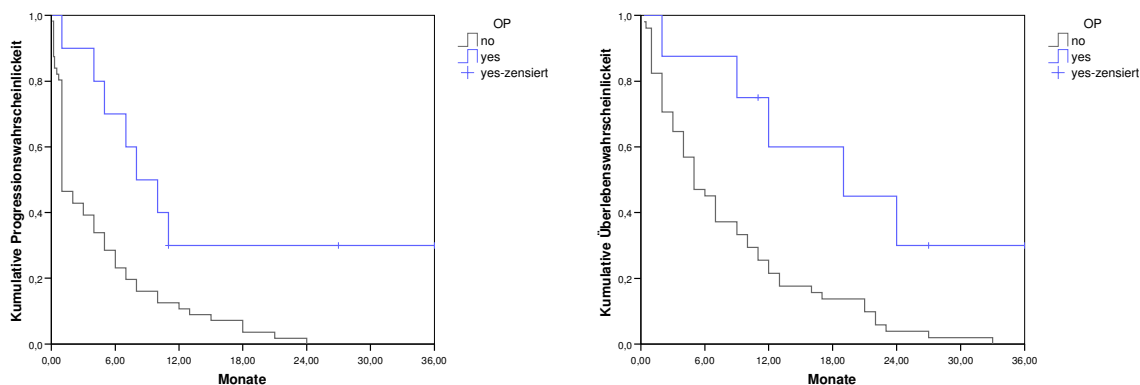 Kumulative Progressionswahrscheinlickeit
1,0
0,8
0,6
0,4
0,2
0,0
0,00
6,00
12,00
18,00
24,00
30,00
36,00
Monate
OP
no
yes
yes-zensiert
Kumulative Überlebenswahrscheinlickeit
1,0
0,8
0,6
0,4
0,2
0,0
0,00
6,00
12,00
18,00
24,00
30,00
36,00
Monate
OP
no
yes
yes-zensiert